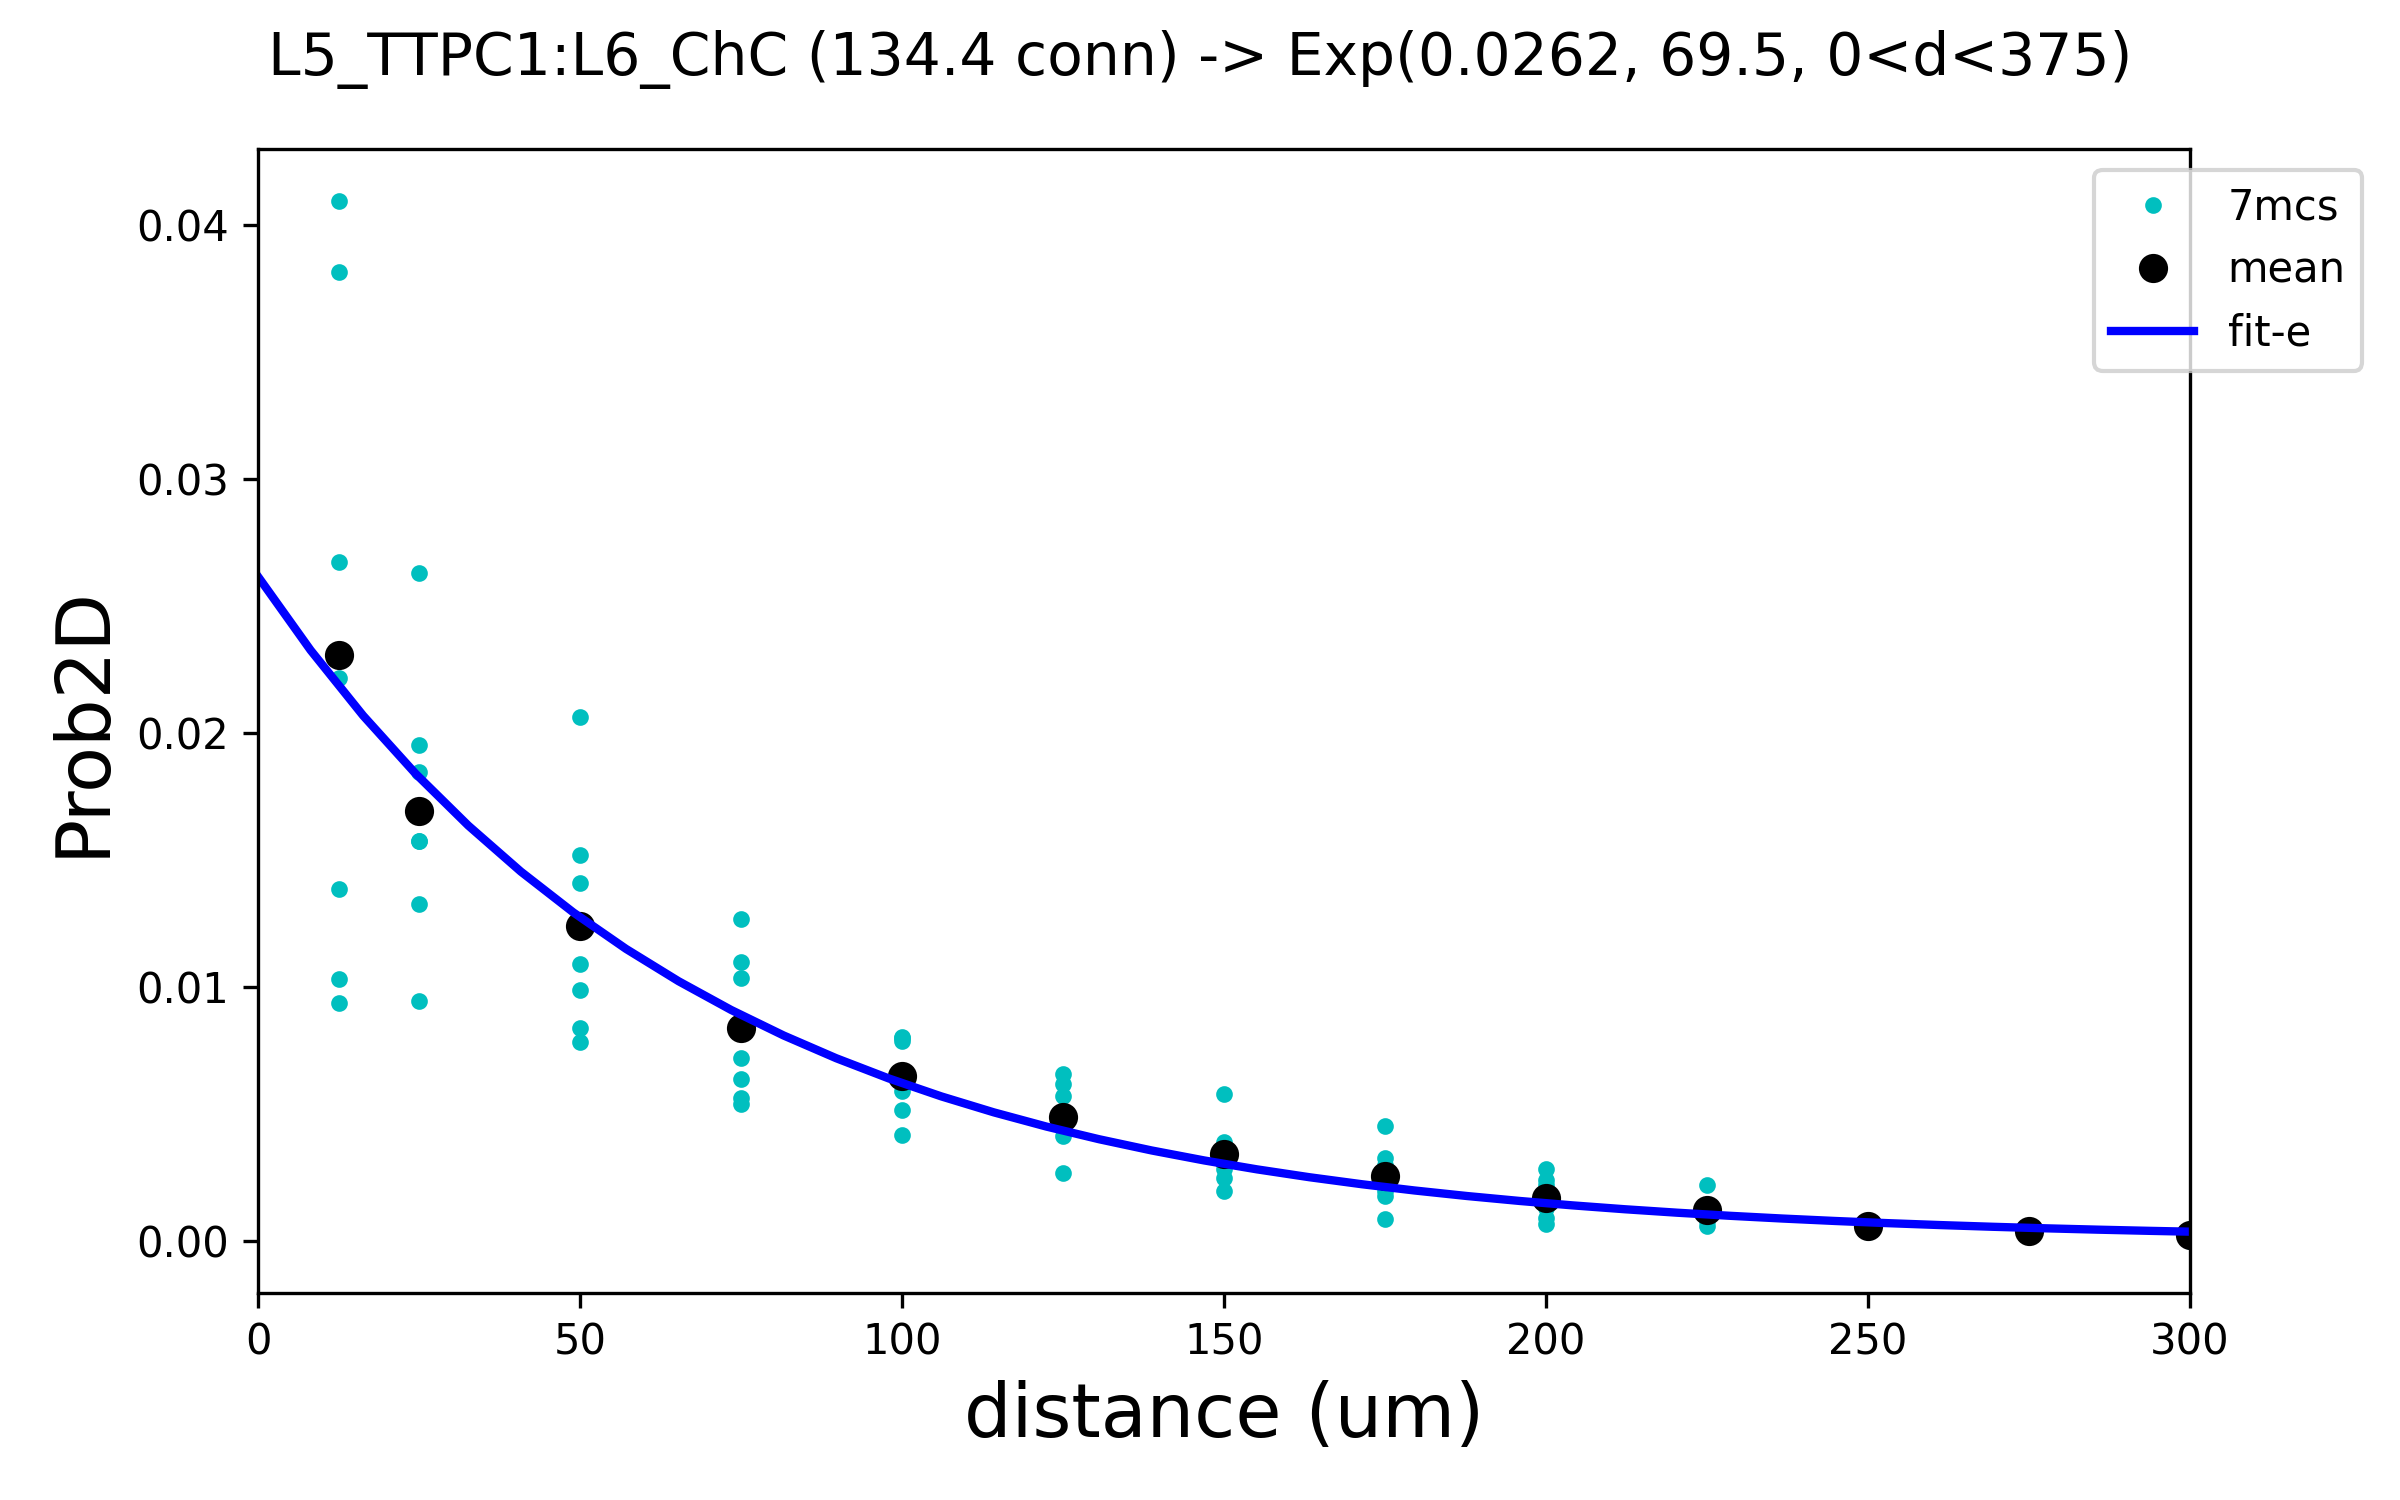 L5_TTPC1:L6_ChC (134.4 conn) -> Exp(0.0262, 69.5, 0<d<375)
7mcs
mean
fit-e
Prob2D
0.04
0.03
0.02
0.01
0.00
0 50 100 150 200 250 300
distance (um)